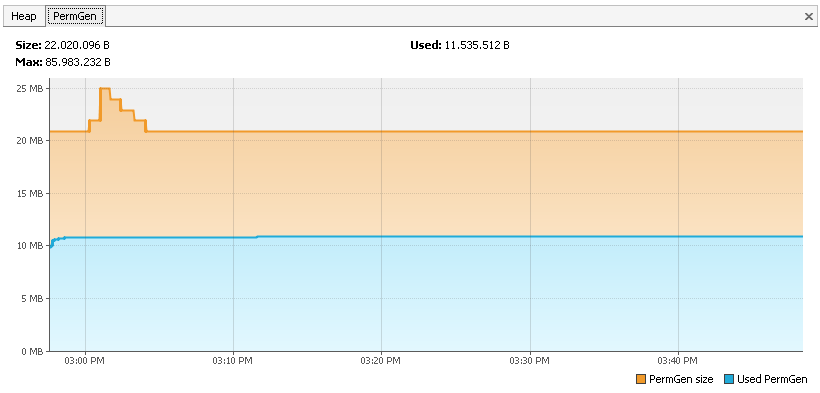 Heap PermGen
Size: 22.020.096 B Used: 11.535.512 B
Max: 85.983.232 B
25 MB
20 MB
15 MB
10 MB
5 MB
0 MB
03:00 PM 03:10 PM 03:20 PM 03:30 PM 03:40 PM
PermGen size Used PermGen